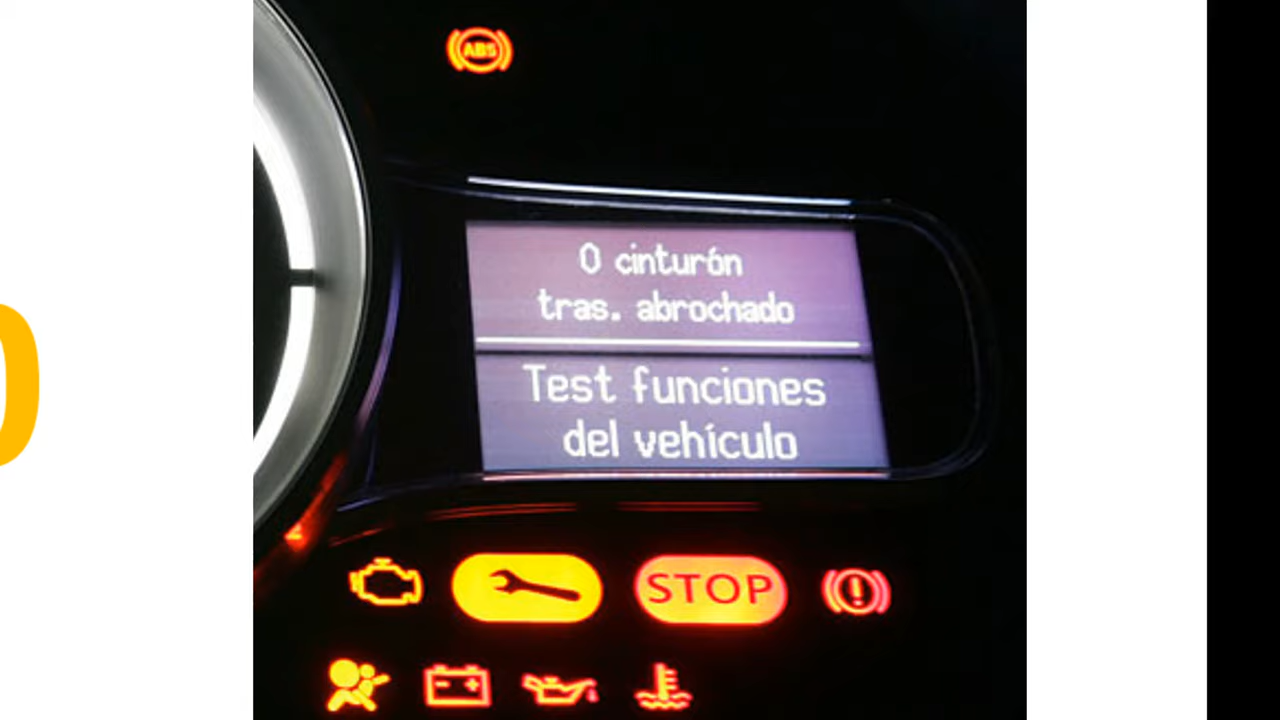 ABS
0 cinturón
tras. abrochado
Test funciones
del vehículo
STOP